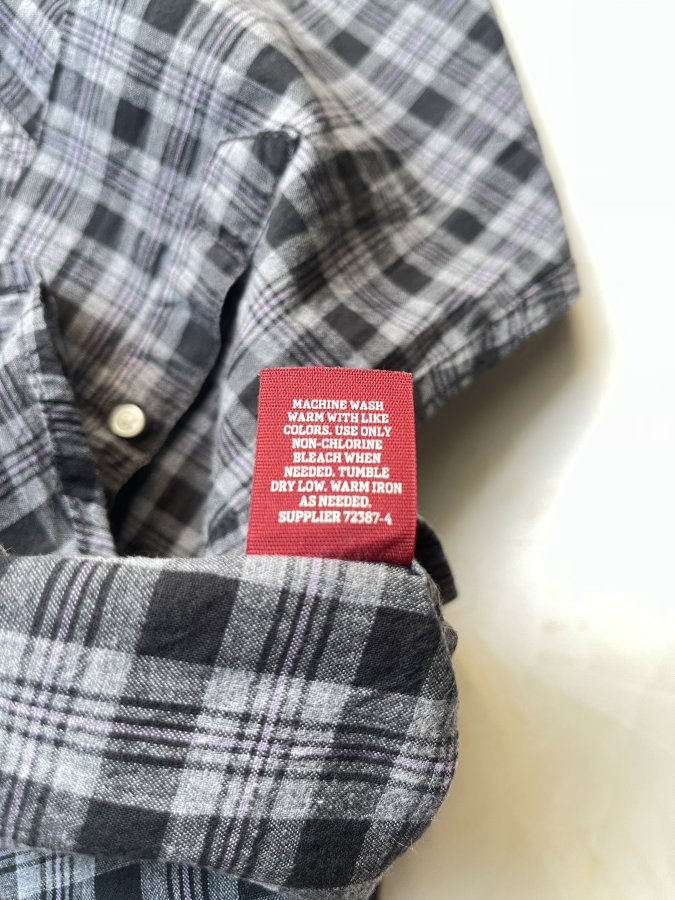 MACHINE WASH
WARM WITH LIKE
COLORS. USE ONLY
NON-CHLORINE
BLEACH WHEN
NEEDED. TUMBLE
DRY LOW. WARM IRON
AS NEEDED.
SUPPLIER 72387-4